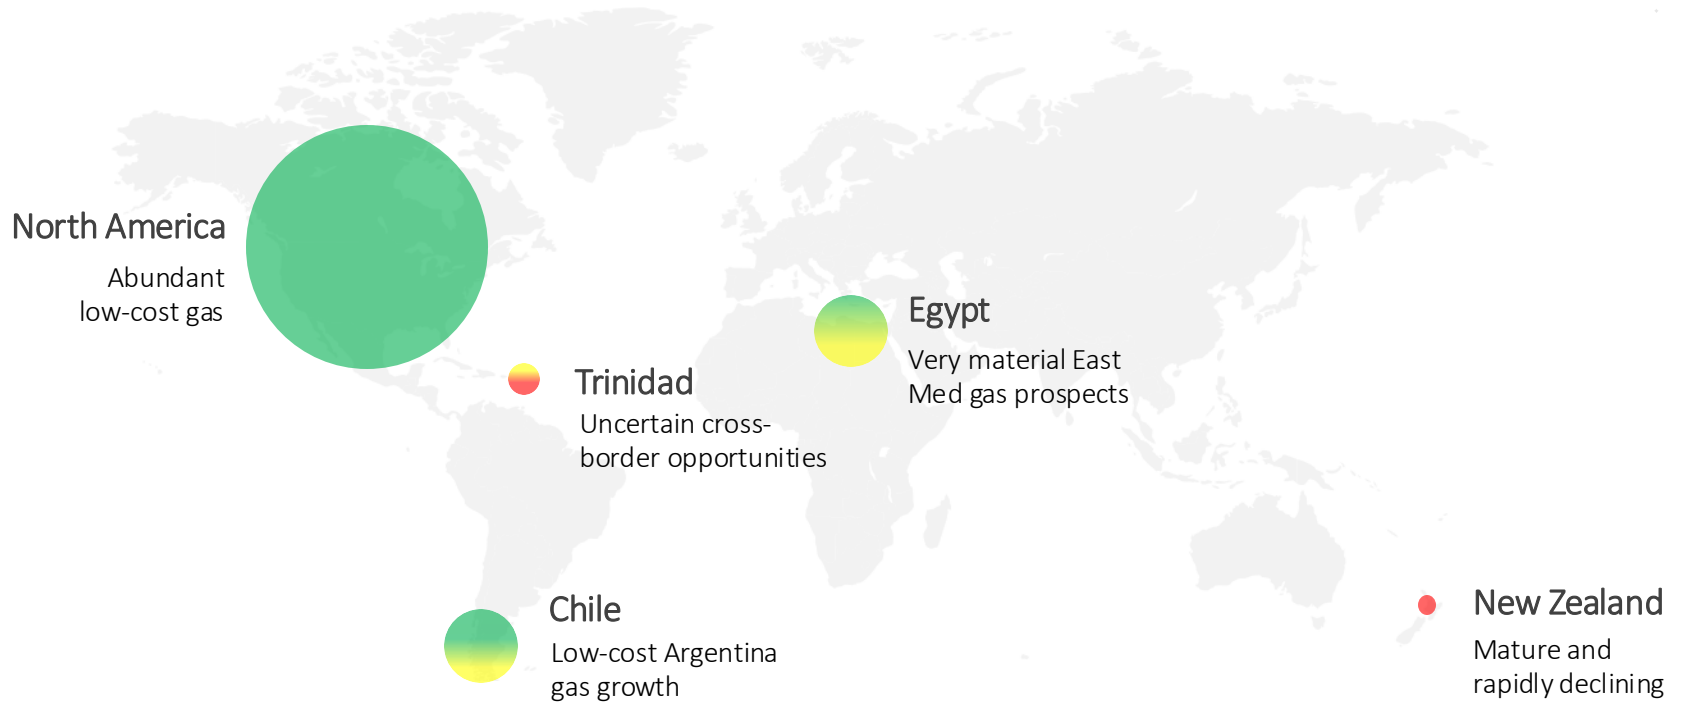 North America
Abundant
low-cost gas
Egypt
Very material East
Med gas prospects
Trinidad
Uncertain cross-
border opportunities
Chile
Low-cost Argentina
gas growth
New Zealand
Mature and
rapidly declining